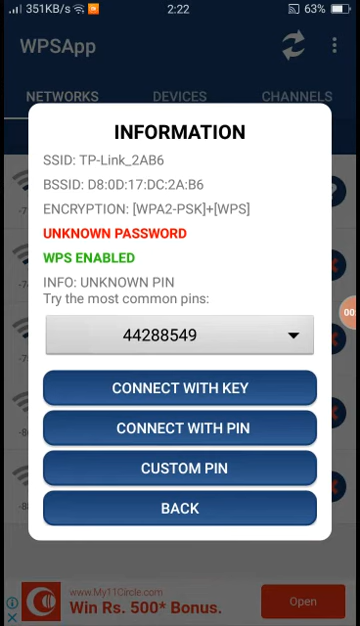 351KB/s 2:22 63%
WPSApp
NETWORKS DEVICES CHANNELS
INFORMATION
SSID: TP-Link_2AB6
BSSID: D8:0D:17:DC:2A:B6
ENCRYPTION: [WPA2-PSK]+[WPS]
UNKNOWN PASSWORD
WPS ENABLED
INFO: UNKNOWN PIN
Try the most common pins:
44288549
CONNECT WITH KEY
CONNECT WITH PIN
CUSTOM PIN
BACK
www.My11Circle.com
Win Rs. 500* Bonus.
Open